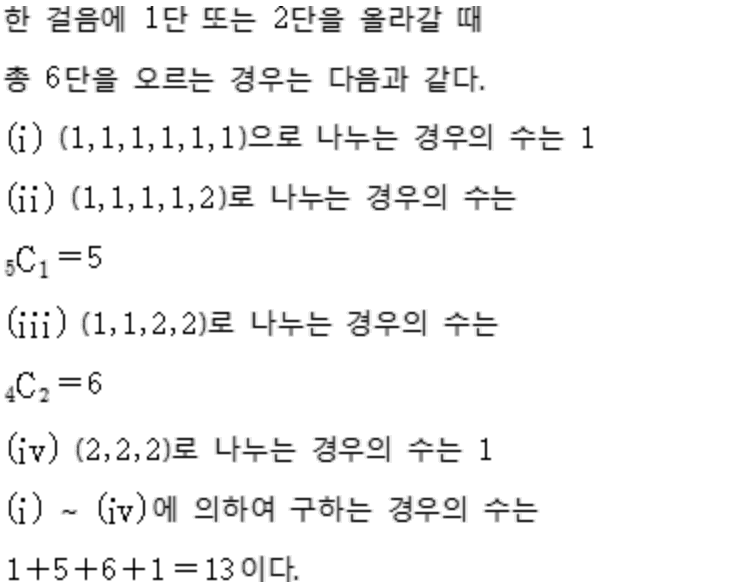 한 걸음에 1단 또는 2단을 올라갈 때
총 6단을 오르는 경우는 다음과 같다.
(i) (1,1,1,1,1,1)으로 나누는 경우의 수는 1
(ii) (1,1,1,1,2)로 나누는 경우의 수는
₅C₁=5
(iii) (1,1,2,2)로 나누는 경우의 수는
₄C₂=6
(iv) (2,2,2)로 나누는 경우의 수는 1
(i) ~ (iv)에 의하여 구하는 경우의 수는
1+5+6+1=13이다.